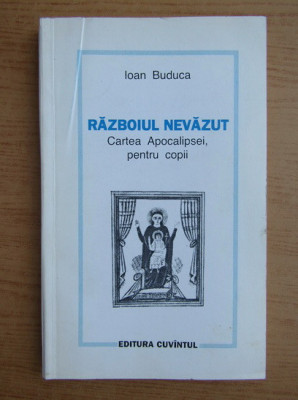 Ioan Buduca
RĂZBOIUL NEVĂZUT
Cartea Apocalipsei,
pentru copii
EDITURA CUVÎNTUL